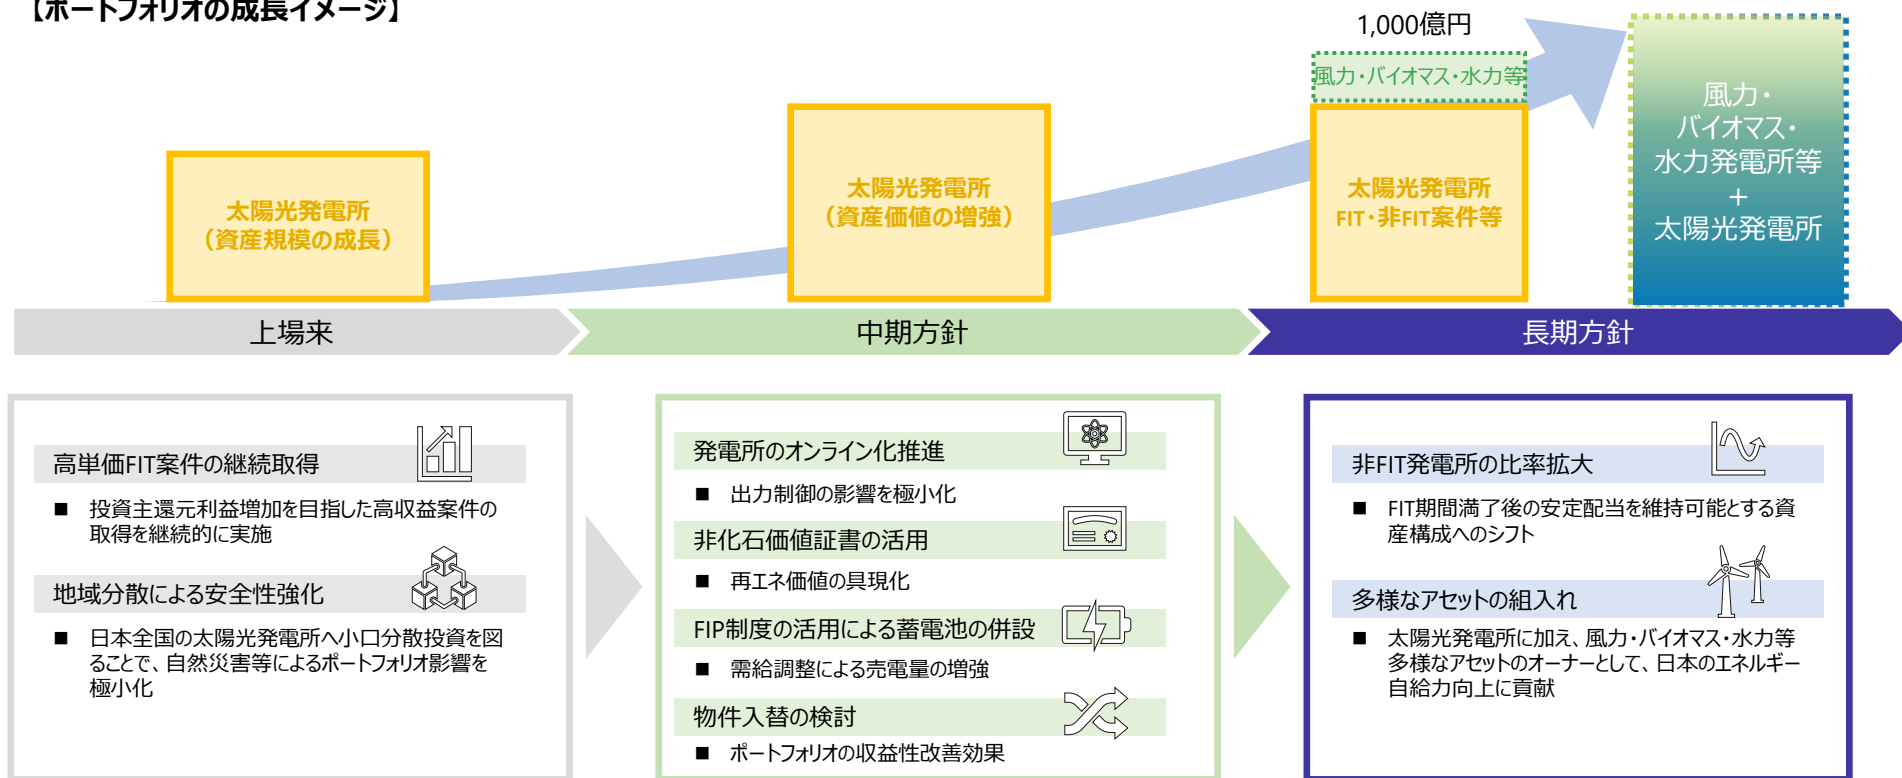 【ポートフォリオの成長イメージ】
1,000億円
風力・バイオマス・水力等
太陽光発電所
（資産規模の成長）
太陽光発電所
（資産価値の増強）
太陽光発電所
FIT・非FIT案件等
風力・
バイオマス・
水力発電所等
＋
太陽光発電所
上場来
中期方針
長期方針
高単価FIT案件の継続取得
■ 投資主還元利益増加を目指した高収益案件の
取得を継続的に実施
地域分散による安全性強化
■ 日本全国の太陽光発電所へ小口分散投資を図
ることで、自然災害等によるポートフォリオ影響を
極小化
発電所のオンライン化推進
■ 出力制御の影響を極小化
非化石価値証書の活用
■ 再エネ価値の具現化
FIP制度の活用による蓄電池の併設
■ 需給調整による売電量の増強
物件入替の検討
■ ポートフォリオの収益性改善効果
非FIT発電所の比率拡大
■ FIT期間満了後の安定配当を維持可能とする資
産構成へのシフト
多様なアセットの組入れ
■ 太陽光発電所に加え、風力・バイオマス・水力等
多様なアセットのオーナーとして、日本のエネルギー
自給力向上に貢献